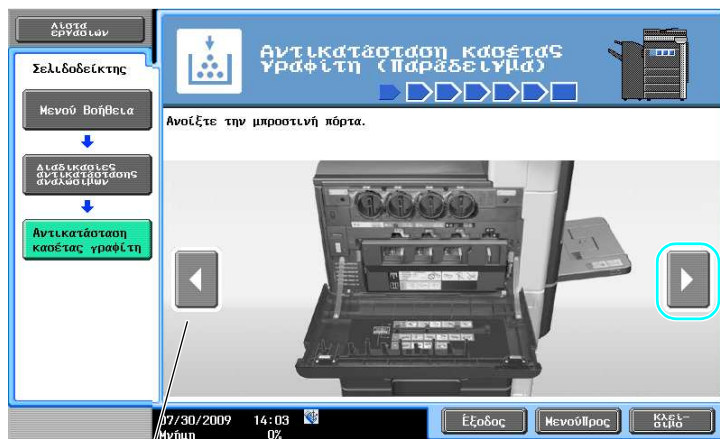 Λίστα
εργασιών
Σελιδοδείκτης
Μενού Βοήθεια
Διαδικασίες
αντικατάστασης
αναλώσιμων
Αντικατάσταση
κασέτας γραφίτη
Αντικατάσταση κασέτας
γραφίτη (Παράδειγμα)
Ανοίξτε την μπροστινή πόρτα.
07/30/2009 14:03
Μνήμη 0%
Έξοδος
ΜενούΠρος
Κλεί-
σιμο